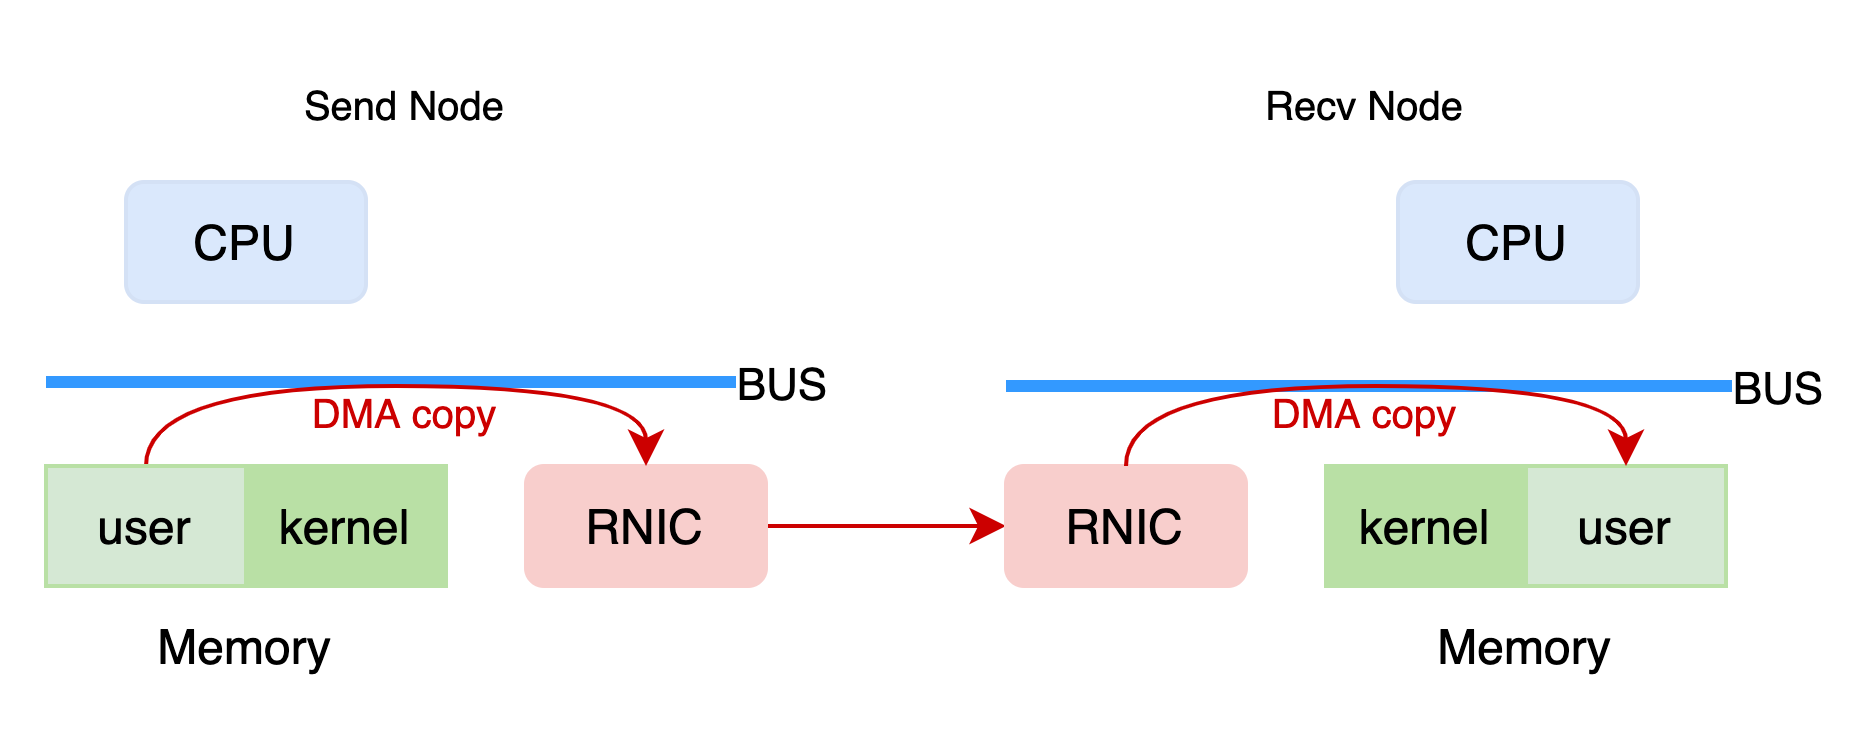 Send Node
Recv Node
CPU
CPU
BUS
BUS
DMA copy
DMA copy
user
kernel
RNIC
RNIC
kernel
user
Memory
Memory